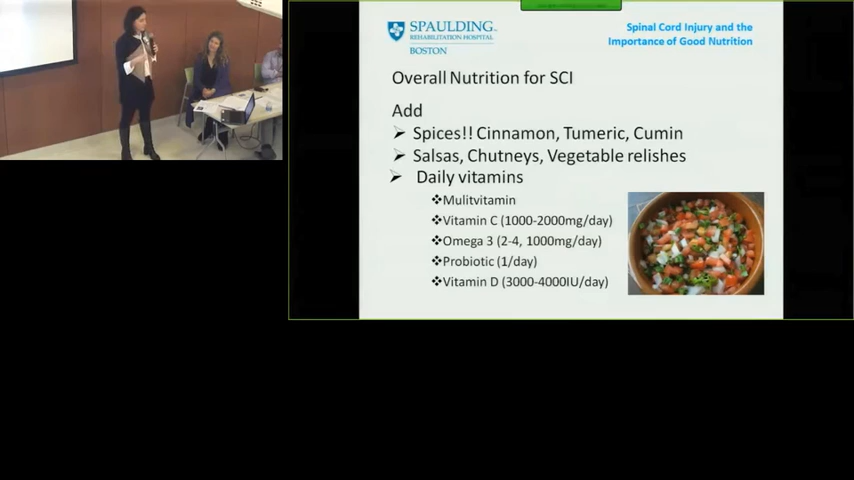 SPAULDING
REHABILITATION HOSPITAL
BOSTON
Spinal Cord Injury and the
Importance of Good Nutrition
Overall Nutrition for SCI
Add
Spices!! Cinnamon, Tumeric, Cumin
Salsas, Chutneys, Vegetable relishes
Daily vitamins
Mulitvitamin
Vitamin C (1000-2000mg/day)
Omega 3 (2-4, 1000mg/day)
Probiotic (1/day)
Vitamin D (3000-4000IU/day)